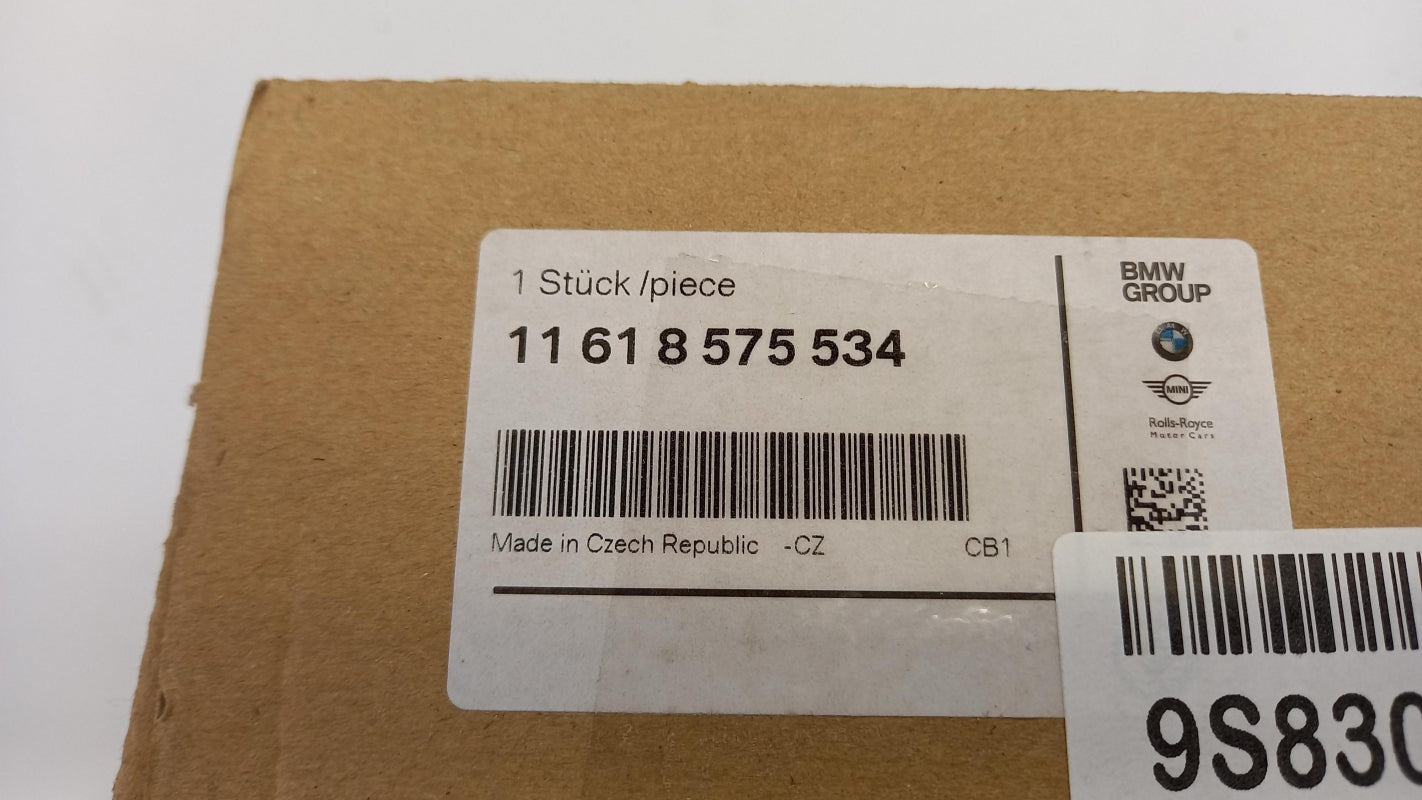 1 Stück /piece
11 61 8 575 534
Made in Czech Republic -CZ CB1
BMW
GROUP
BMW
MINI
Rolls-Royce
Motor Cars
9S830